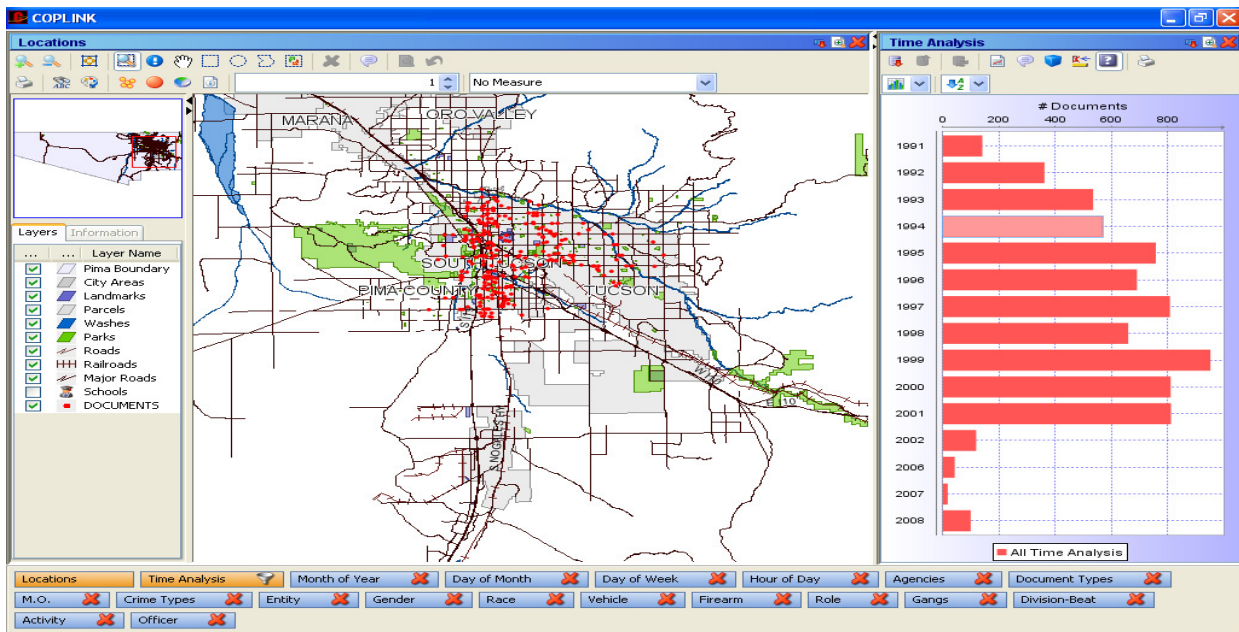 COPLINK
Locations
1
No Measure
Layers
Information
... ... Layer Name
Pima Boundary
City Areas
Landmarks
Parcels
Washes
Parks
Roads
Railroads
Major Roads
Schools
DOCUMENTS
MARANA
ORO VALLEY
SOUTH TUCSON
PIMA COUNTY
TUCSON
E I10
S NOGALES HY
Time Analysis
# Documents
0 200 400 600 800
1991
1992
1993
1994
1995
1996
1997
1998
1999
2000
2001
2002
2006
2007
2008
All Time Analysis
Locations Time Analysis Month of Year Day of Month Day of Week Hour of Day Agencies Document Types
M.O. Crime Types Entity Gender Race Vehicle Firearm Role Gangs Division-Beat
Activity Officer